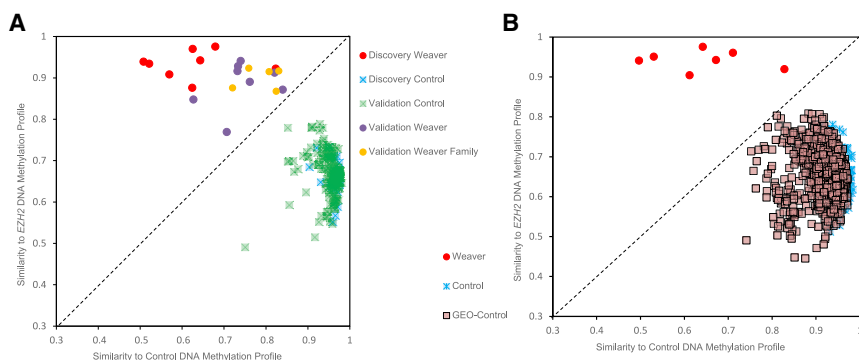 A
1
0.9
0.8
0.7
0.6
0.5
0.4
0.3
0.3
0.4
0.5
0.6
0.7
0.8
0.9
1
Similarity to EZH2 DNA Methylation Profile
Similarity to Control DNA Methylation Profile
Discovery Weaver
Discovery Control
Validation Control
Validation Weaver
Validation Weaver Family
B
1
0.9
0.8
0.7
0.6
0.5
0.4
0.3
0.3
0.4
0.5
0.6
0.7
0.8
0.9
1
Similarity to EZH2 DNA Methylation Profile
Similarity to Control DNA Methylation Profile
Weaver
Control
GEO-Control